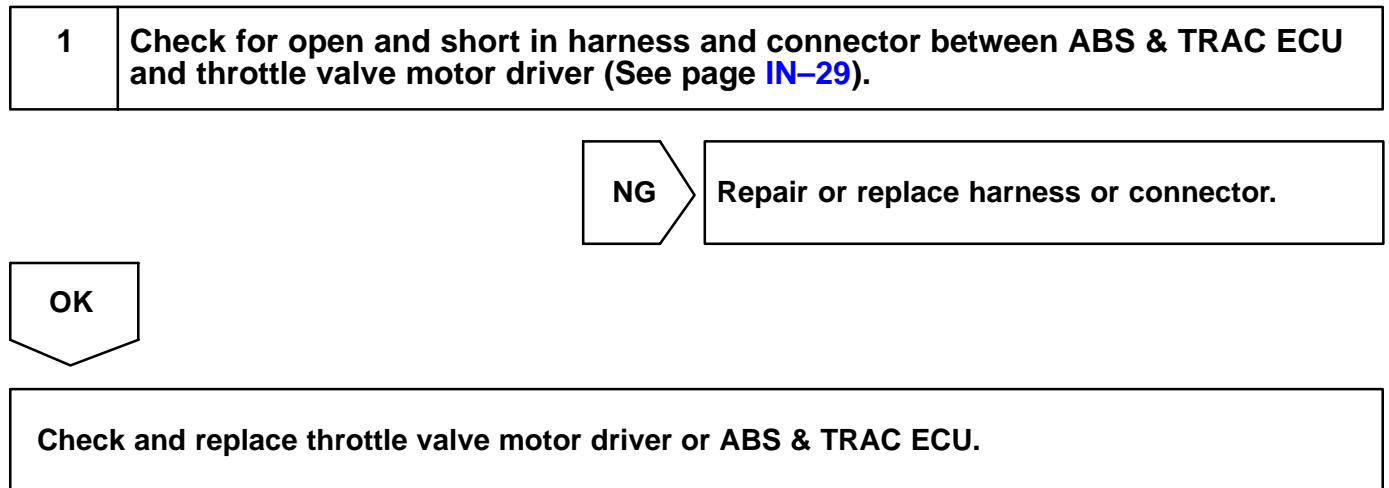 1
Check for open and short in harness and connector between ABS & TRAC ECU
and throttle valve motor driver (See page IN–29).
NG
Repair or replace harness or connector.
OK
Check and replace throttle valve motor driver or ABS & TRAC ECU.